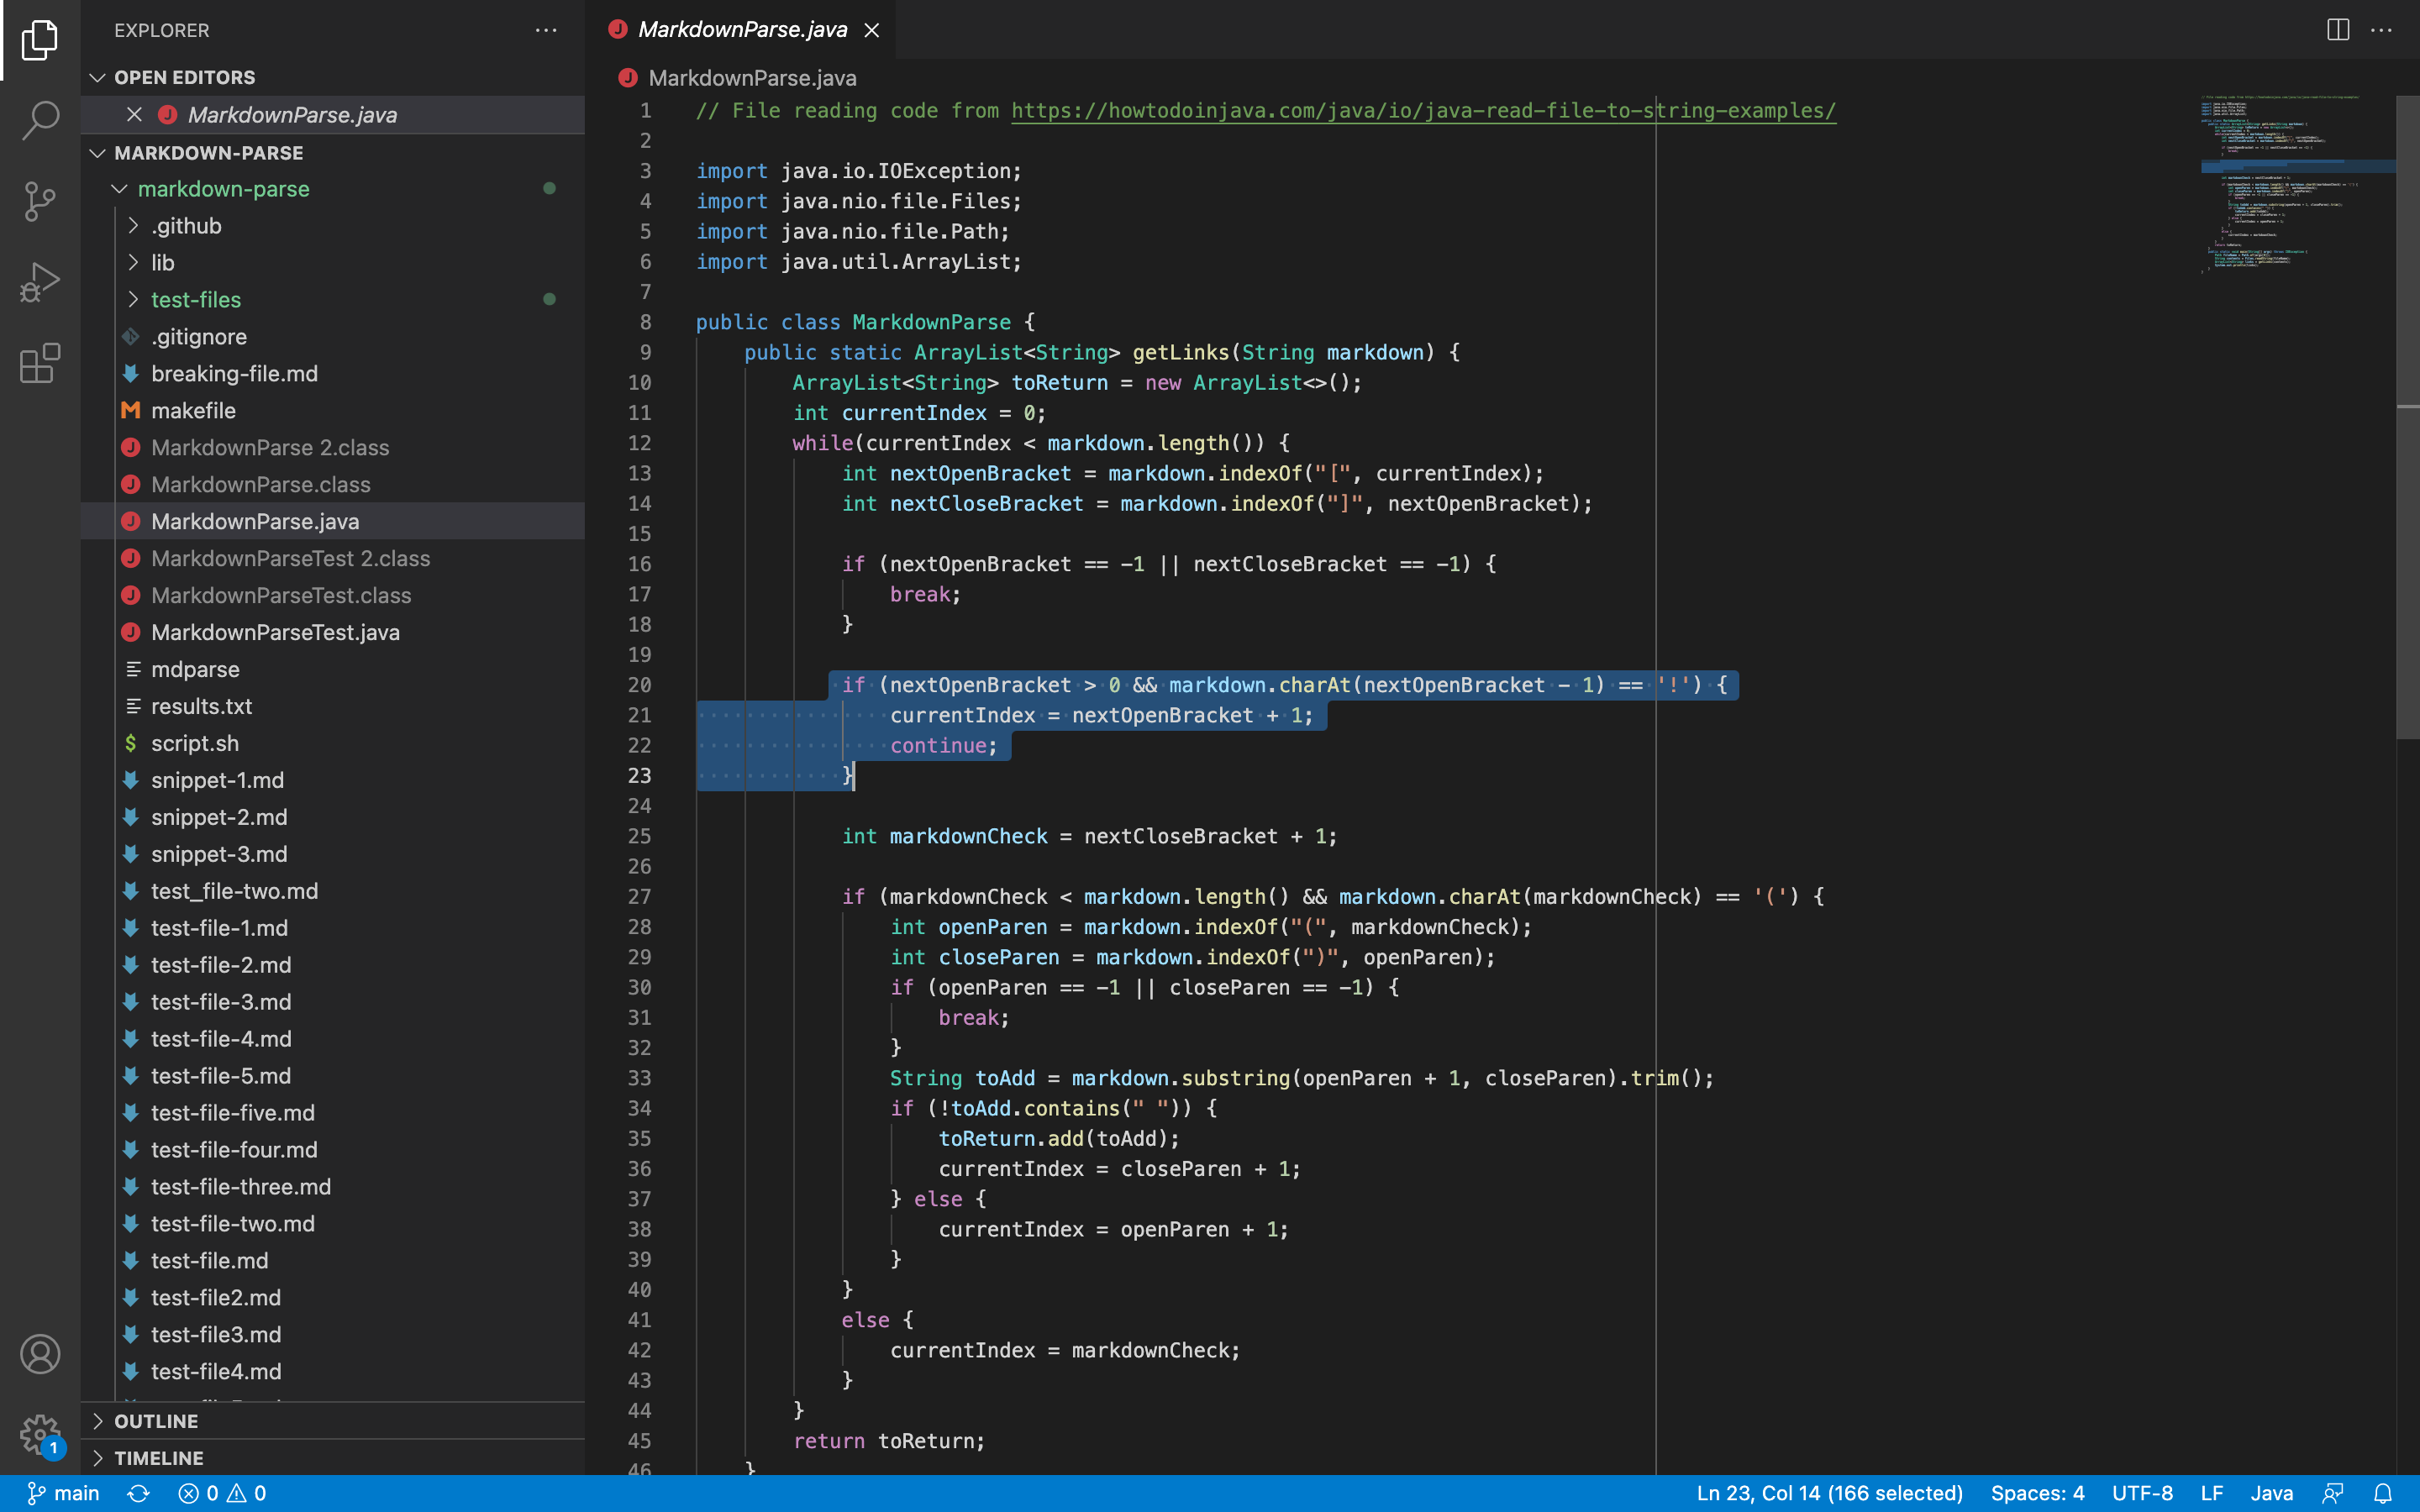 EXPLORER
OPEN EDITORS
MarkdownParse.java
MARKDOWN-PARSE
markdown-parse
.github
lib
test-files
.gitignore
breaking-file.md
makefile
MarkdownParse 2.class
MarkdownParse.class
MarkdownParse.java
MarkdownParseTest 2.class
MarkdownParseTest.class
MarkdownParseTest.java
mdparse
results.txt
script.sh
snippet-1.md
snippet-2.md
snippet-3.md
test_file-two.md
test-file-1.md
test-file-2.md
test-file-3.md
test-file-4.md
test-file-5.md
test-file-five.md
test-file-four.md
test-file-three.md
test-file-two.md
test-file.md
test-file2.md
test-file3.md
test-file4.md
OUTLINE
TIMELINE
1
MarkdownParse.java
MarkdownParse.java
1 // File reading code from https://howtodoinjava.com/java/io/java-read-file-to-string-examples/
2
3 import java.io.IOException;
4 import java.nio.file.Files;
5 import java.nio.file.Path;
6 import java.util.ArrayList;
7
8 public class MarkdownParse {
9 public static ArrayList<String> getLinks(String markdown) {
10 ArrayList<String> toReturn = new ArrayList<>();
11 int currentIndex = 0;
12 while(currentIndex < markdown.length()) {
13 int nextOpenBracket = markdown.indexOf("[", currentIndex);
14 int nextCloseBracket = markdown.indexOf("]", nextOpenBracket);
15
16 if (nextOpenBracket == -1 || nextCloseBracket == -1) {
17 break;
18 }
19
20 if (nextOpenBracket > 0 && markdown.charAt(nextOpenBracket - 1) == '!') {
21 currentIndex = nextOpenBracket + 1;
22 continue;
23 }
24
25 int markdownCheck = nextCloseBracket + 1;
26
27 if (markdownCheck < markdown.length() && markdown.charAt(markdownCheck) == '(') {
28 int openParen = markdown.indexOf("(", markdownCheck);
29 int closeParen = markdown.indexOf(")", openParen);
30 if (openParen == -1 || closeParen == -1) {
31 break;
32 }
33 String toAdd = markdown.substring(openParen + 1, closeParen).trim();
34 if (!toAdd.contains(" ")) {
35 toReturn.add(toAdd);
36 currentIndex = closeParen + 1;
37 } else {
38 currentIndex = openParen + 1;
39 }
40 }
41 else {
42 currentIndex = markdownCheck;
43 }
44 }
45 return toReturn;
46 }
main 0 0 Ln 23, Col 14 (166 selected) Spaces: 4 UTF-8 LF Java